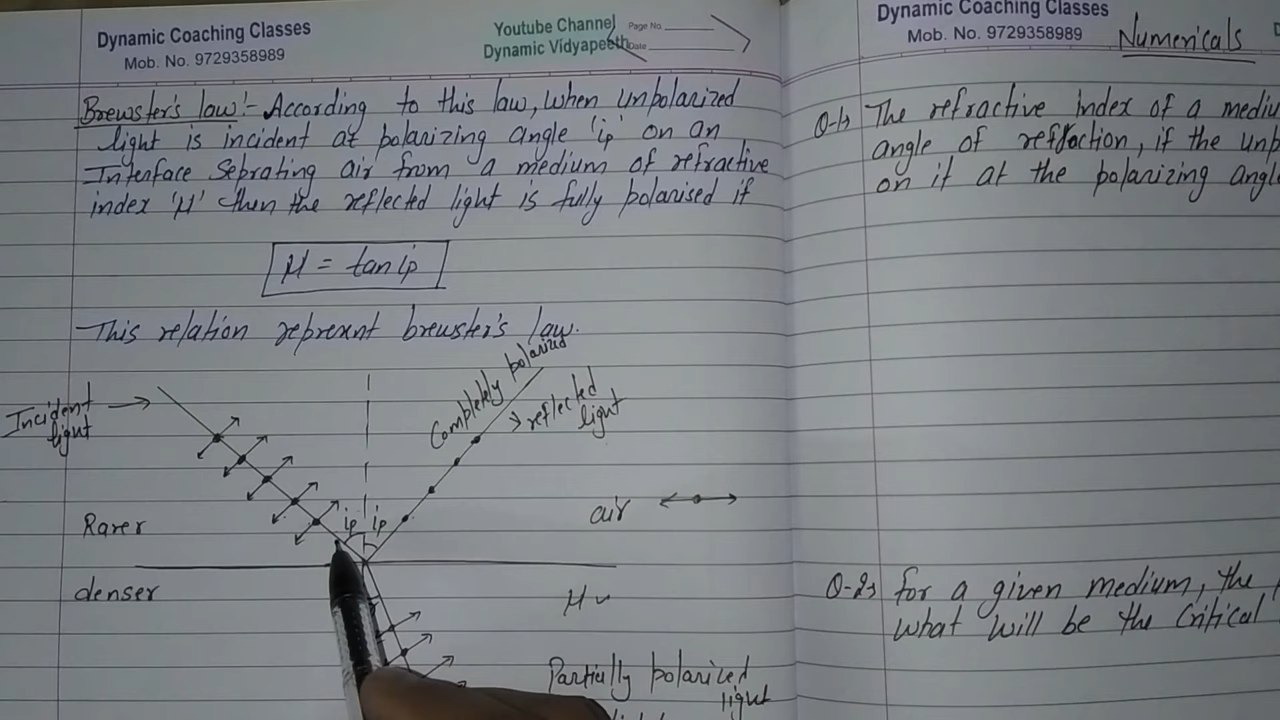 Dynamic Coaching Classes
Mob. No. 9729358989
Youtube Channel
Dynamic Vidyapeeth
Page No.
Date
Brewster's law:- According to this law, when unpolarized
light is incident at polarizing angle 'ip' on an
Interface Seprating air from a medium of refractive
index 'μ' then the reflected light is fully polarised if
μ = tan ip
This relation reprexnt brewster's law.
Incident
light
Completely polarized
reflected
light
ip ip
Rarer
air
denser
μ
Partially polarized
light
Dynamic Coaching Classes
Mob. No. 9729358989
Numericals
Q-1) The refractive index of a
angle of refraction, if the
on it at the polarizing
Q-2) for a given medium, the
what will be the Critical